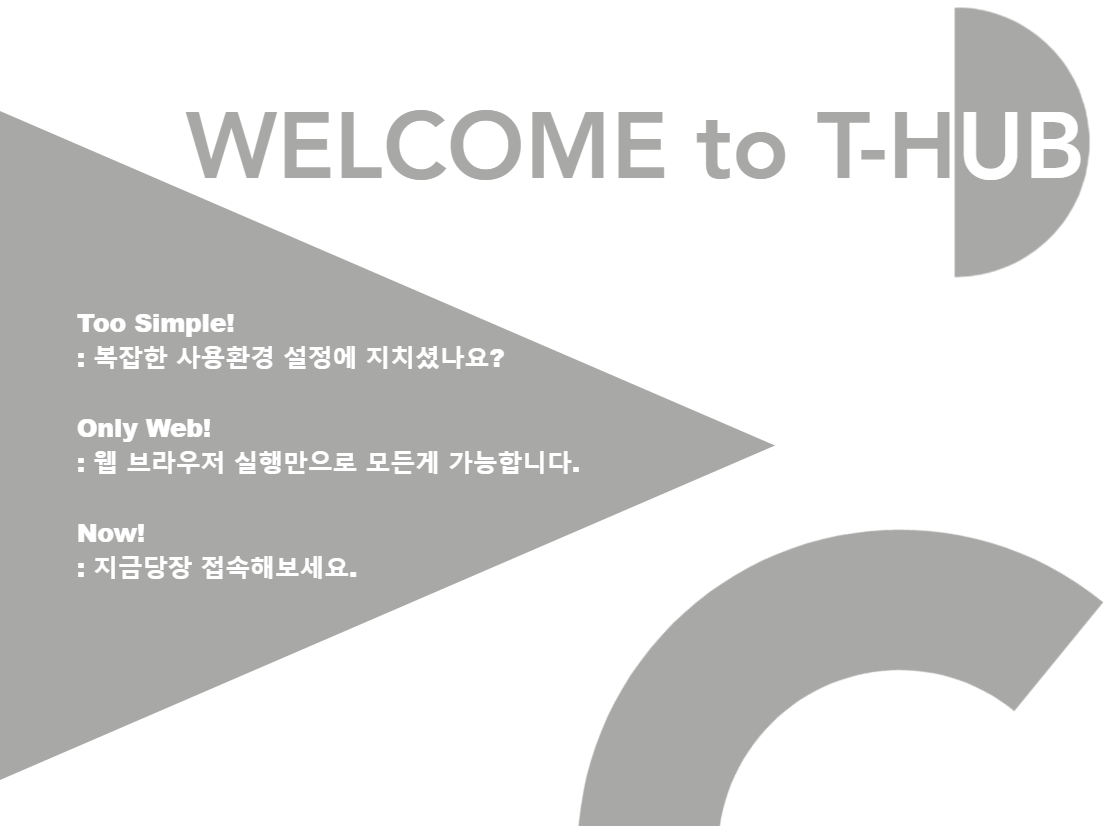 WELCOME to T-HUB
Too Simple!
: 복잡한 사용환경 설정에 지치셨나요?
Only Web!
: 웹 브라우저 실행만으로 모든게 가능합니다.
Now!
: 지금당장 접속해보세요.